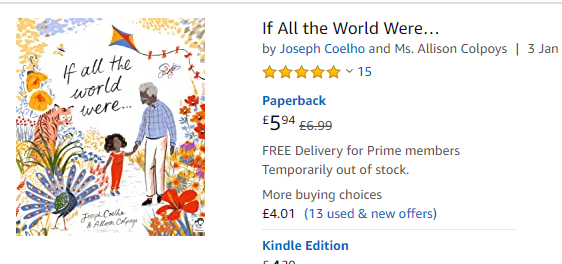 If all
the
world
were...
Joseph Coelho
& Allison Colpoys
If All the World Were…
by Joseph Coelho and Ms. Allison Colpoys | 3 Jan
15
Paperback
£5 94 £6.99
FREE Delivery for Prime members
Temporarily out of stock.
More buying choices
£4.01 (13 used & new offers)
Kindle Edition